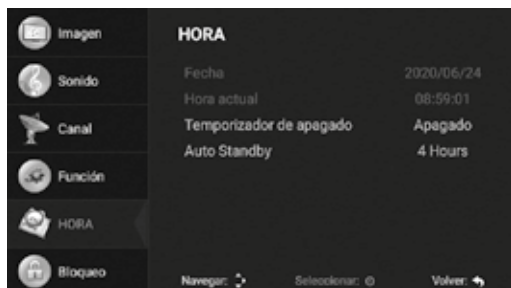 Imagen
Sonido
Canal
Función
HORA
Bloqueo
HORA
Fecha 2020/06/24
Hora actual 08:59:01
Temporizador de apagado Apagado
Auto Standby 4 Hours
Navegar: Seleccionar: Volver: